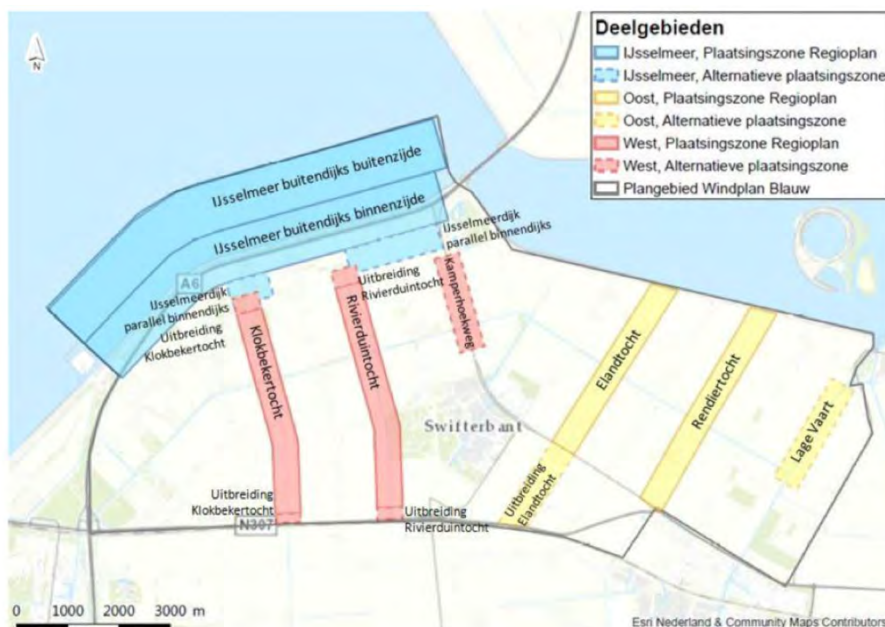 Deelgebieden
IJsselmeer, Plaatsingszone Regioplan
IJsselmeer, Alternatieve plaatsingszone
Oost, Plaatsingszone Regioplan
Oost, Alternatieve plaatsingszone
West, Plaatsingszone Regioplan
West, Alternatieve plaatsingszone
Plangebied Windplan Blauw
N
IJsselmeer buitendijks buitenzijde
IJsselmeer buitendijks binnenzijde
IJsselmeerdijk
parallel binnendijks
A6
IJsselmeerdijk
parallel binnendijks
Uitbreiding
Klokbekertocht
Uitbreiding
Rivierduintocht
Kamperhoekweg
Klokbekertocht
Rivierduintocht
Elandtocht
Rendiertocht
Lage Vaart
Swifterbant
Uitbreiding
Elandtocht
Uitbreiding
Klokbekertocht
N307
Uitbreiding
Rivierduintocht
0 1000 2000 3000 m
Esri Nederland & Community Maps Contributors